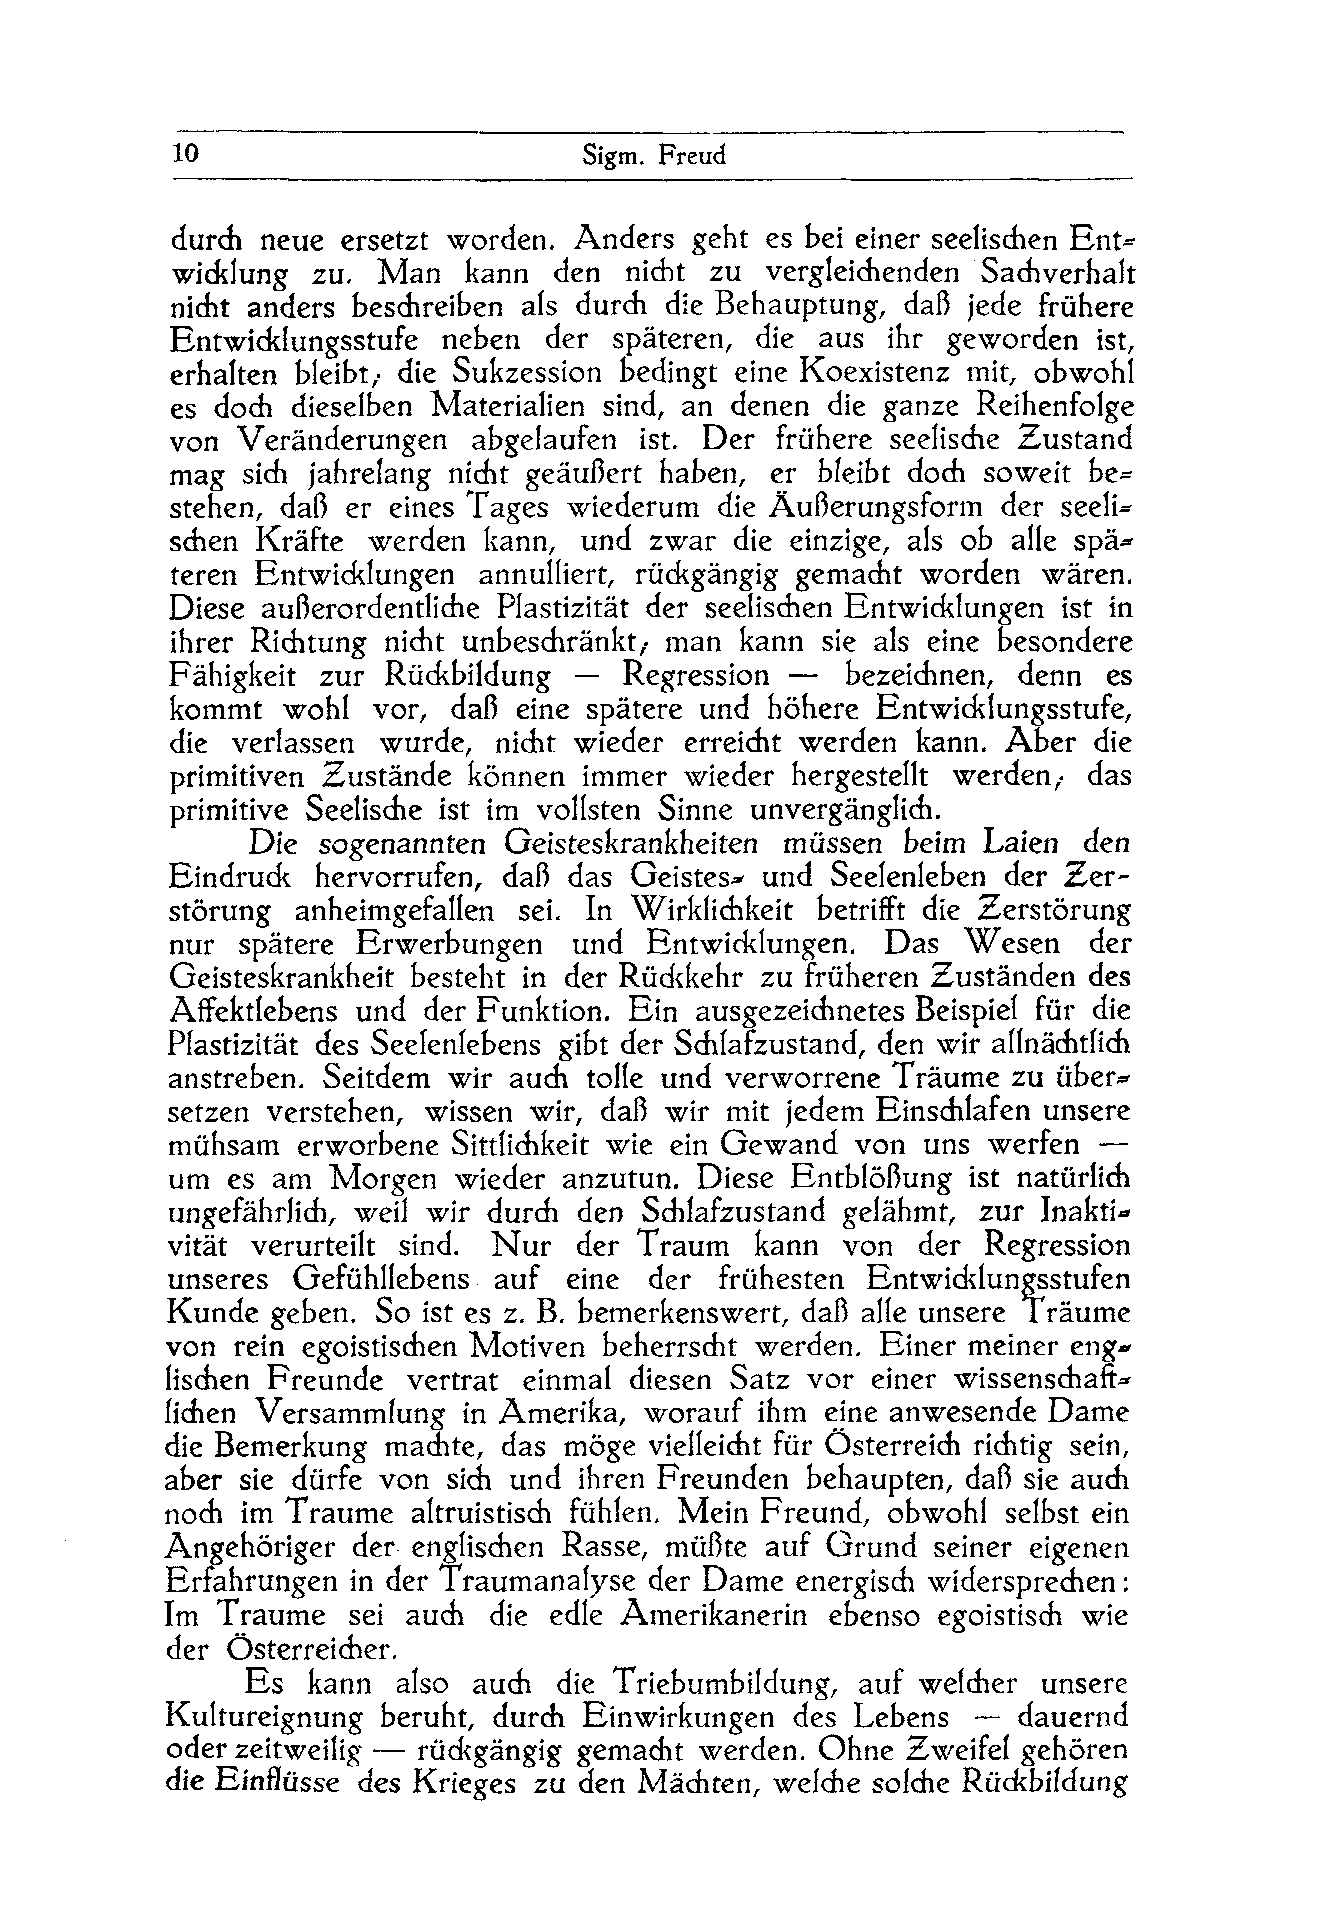 10 Sigm. Freud
durch neue ersetzt worden. Anders geht es bei einer seelischen Ent-
wicklung zu. Man kann den nicht zu vergleichenden Sachverhalt
nicht anders beschreiben als durch die Behauptung, daß jede frühere
Entwicklungsstufe neben der späteren, die aus ihr geworden ist,
erhalten bleibt; die Sukzession bedingt eine Koexistenz mit, obwohl
es doch dieselben Materialien sind, an denen die ganze Reihenfolge
von Veränderungen abgelaufen ist. Der frühere seelische Zustand
mag sich jahrelang nicht geäußert haben, er bleibt doch soweit be-
stehen, daß er eines Tages wiederum die Äußerungsform der seeli-
schen Kräfte werden kann, und zwar die einzige, als ob alle spä-
teren Entwicklungen annulliert, rückgängig gemacht worden wären.
Diese außerordentliche Plastizität der seelischen Entwicklungen ist in
ihrer Richtung nicht unbeschränkt; man kann sie als eine besondere
Fähigkeit zur Rückbildung — Regression — bezeichnen, denn es
kommt wohl vor, daß eine spätere und höhere Entwicklungsstufe,
die verlassen wurde, nicht wieder erreicht werden kann. Aber die
primitiven Zustände können immer wieder hergestellt werden; das
primitive Seelische ist im vollsten Sinne unvergänglich.
Die sogenannten Geisteskrankheiten müssen beim Laien den
Eindruck hervorrufen, daß das Geistes- und Seelenleben der Zer-
störung anheimgefallen sei. In Wirklichkeit betrifft die Zerstörung
nur spätere Erwerbungen und Entwicklungen. Das Wesen der
Geisteskrankheit besteht in der Rückkehr zu früheren Zuständen des
Affektlebens und der Funktion. Ein ausgezeichnetes Beispiel für die
Plastizität des Seelenlebens gibt der Schlafzustand, den wir allnächtlich
anstreben. Seitdem wir auch tolle und verworrene Träume zu über-
setzen verstehen, wissen wir, daß wir mit jedem Einschlafen unsere
mühsam erworbene Sittlichkeit wie ein Gewand von uns werfen —
um es am Morgen wieder anzutun. Diese Entblößung ist natürlich
ungefährlich, weil wir durch den Schlafzustand gelähmt, zur Inakti-
vität verurteilt sind. Nur der Traum kann von der Regression
unseres Gefühllebens auf eine der frühesten Entwicklungsstufen
Kunde geben. So ist es z. B. bemerkenswert, daß alle unsere Träume
von rein egoistischen Motiven beherrscht werden. Einer meiner eng-
lischen Freunde vertrat einmal diesen Satz vor einer wissenschaft-
lichen Versammlung in Amerika, worauf ihm eine anwesende Dame
die Bemerkung machte, das möge vielleicht für Österreich richtig sein,
aber sie dürfe von sich und ihren Freunden behaupten, daß sie auch
noch im Traume altruistisch fühlen. Mein Freund, obwohl selbst ein
Angehöriger der englischen Rasse, müßte auf Grund seiner eigenen
Erfahrungen in der Traumanalyse der Dame energisch widersprechen:
Im Traume sei auch die edle Amerikanerin ebenso egoistisch wie
der Österreicher.
Es kann also auch die Triebumbildung, auf welcher unsere
Kultureignung beruht, durch Einwirkungen des Lebens — dauernd
oder zeitweilig — rückgängig gemacht werden. Ohne Zweifel gehören
die Einflüsse des Krieges zu den Mächten, welche solche Rückbildung